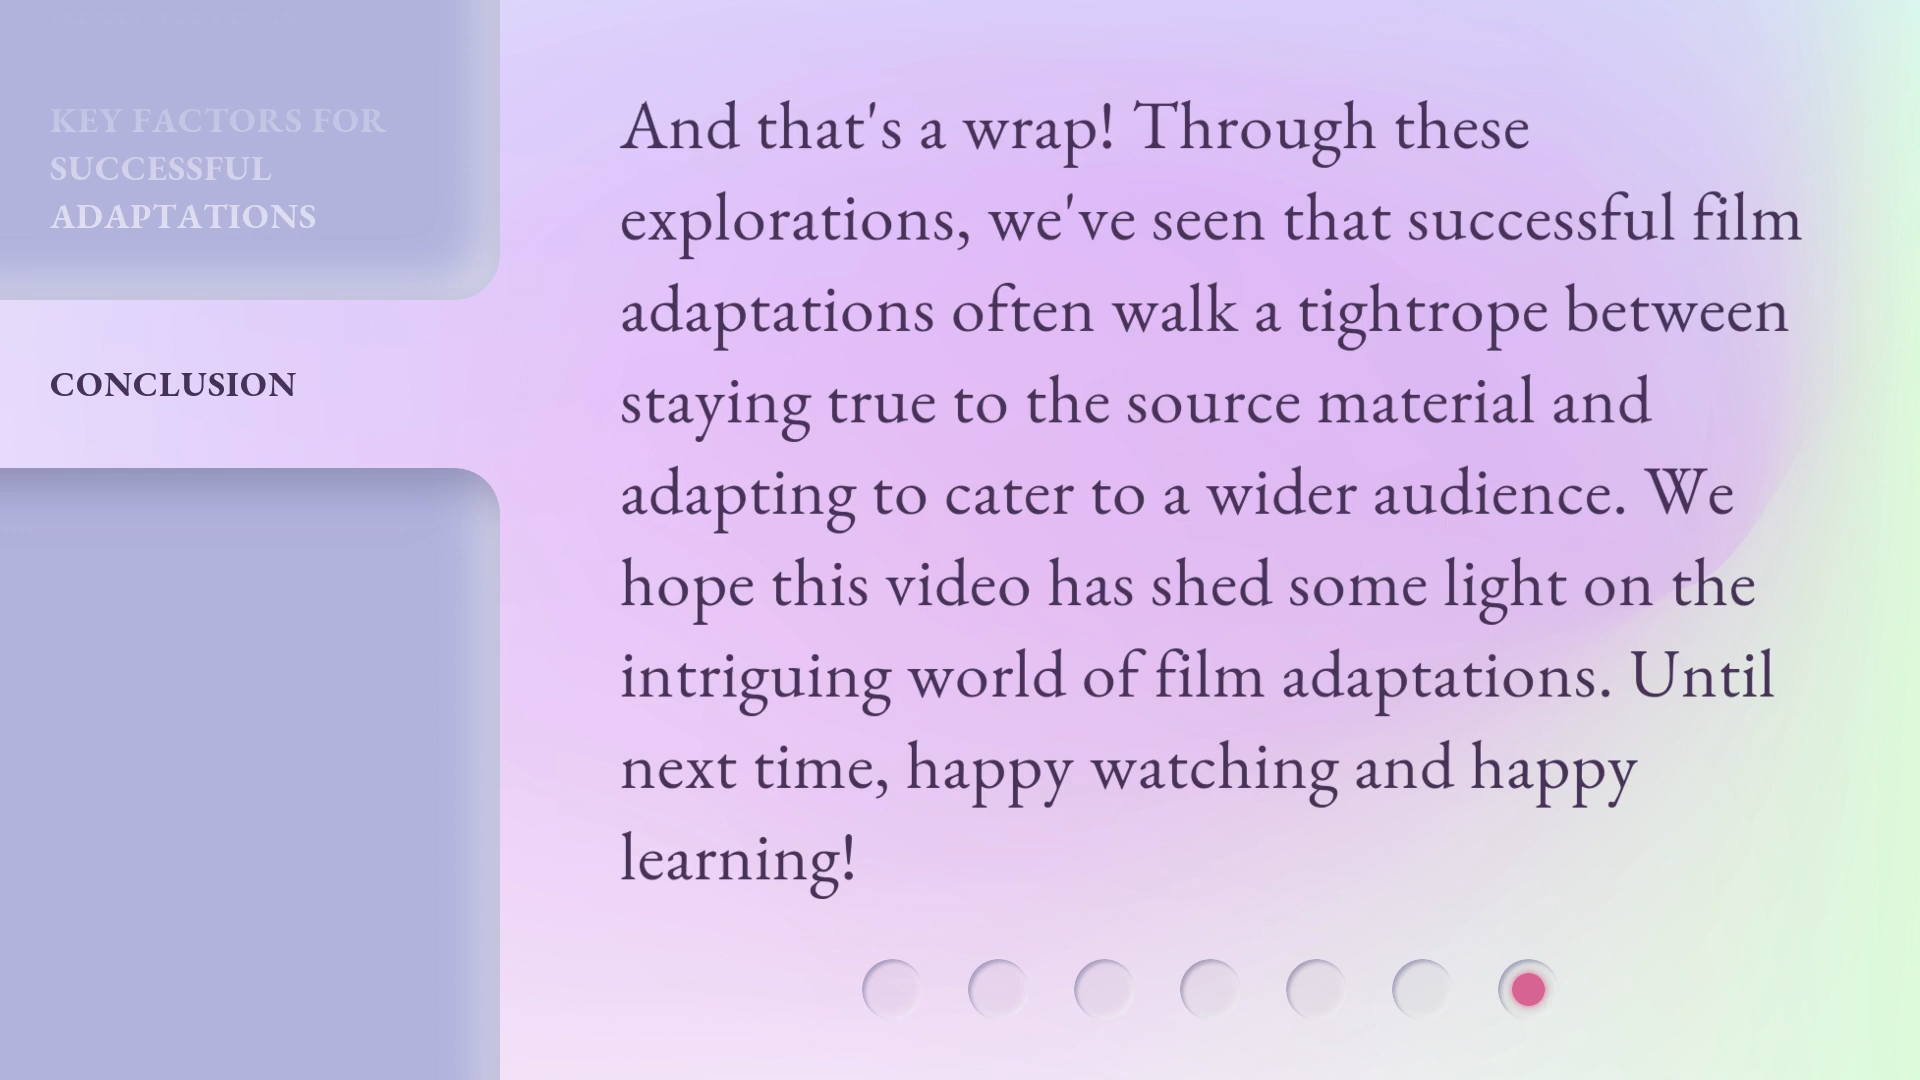 KEY FACTORS FOR
SUCCESSFUL
ADAPTATIONS
CONCLUSION
And that's a wrap! Through these
explorations, we've seen that successful film
adaptations often walk a tightrope between
staying true to the source material and
adapting to cater to a wider audience. We
hope this video has shed some light on the
intriguing world of film adaptations. Until
next time, happy watching and happy
learning!